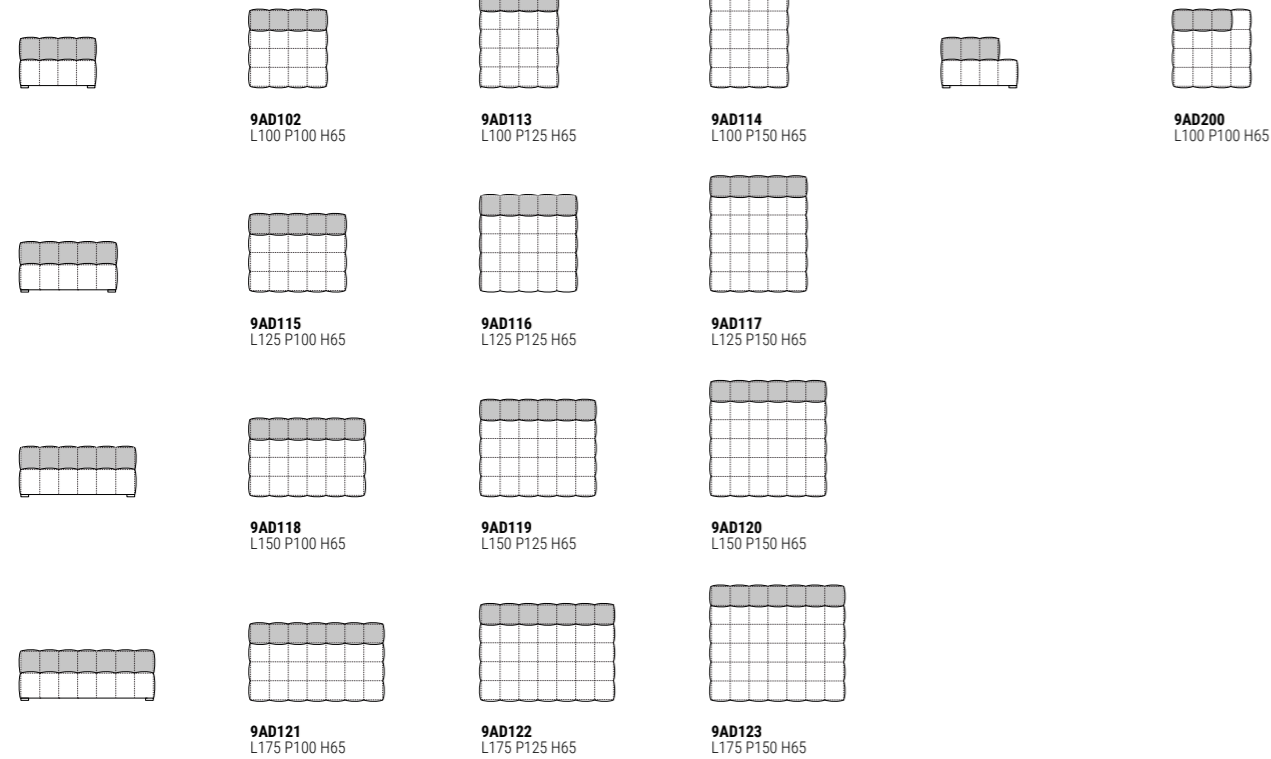 9AD102
L100 P100 H65
9AD113
L100 P125 H65
9AD114
L100 P150 H65
9AD200
L100 P100 H65
9AD115
L125 P100 H65
9AD116
L125 P125 H65
9AD117
L125 P150 H65
9AD118
L150 P100 H65
9AD119
L150 P125 H65
9AD120
L150 P150 H65
9AD121
L175 P100 H65
9AD122
L175 P125 H65
9AD123
L175 P150 H65